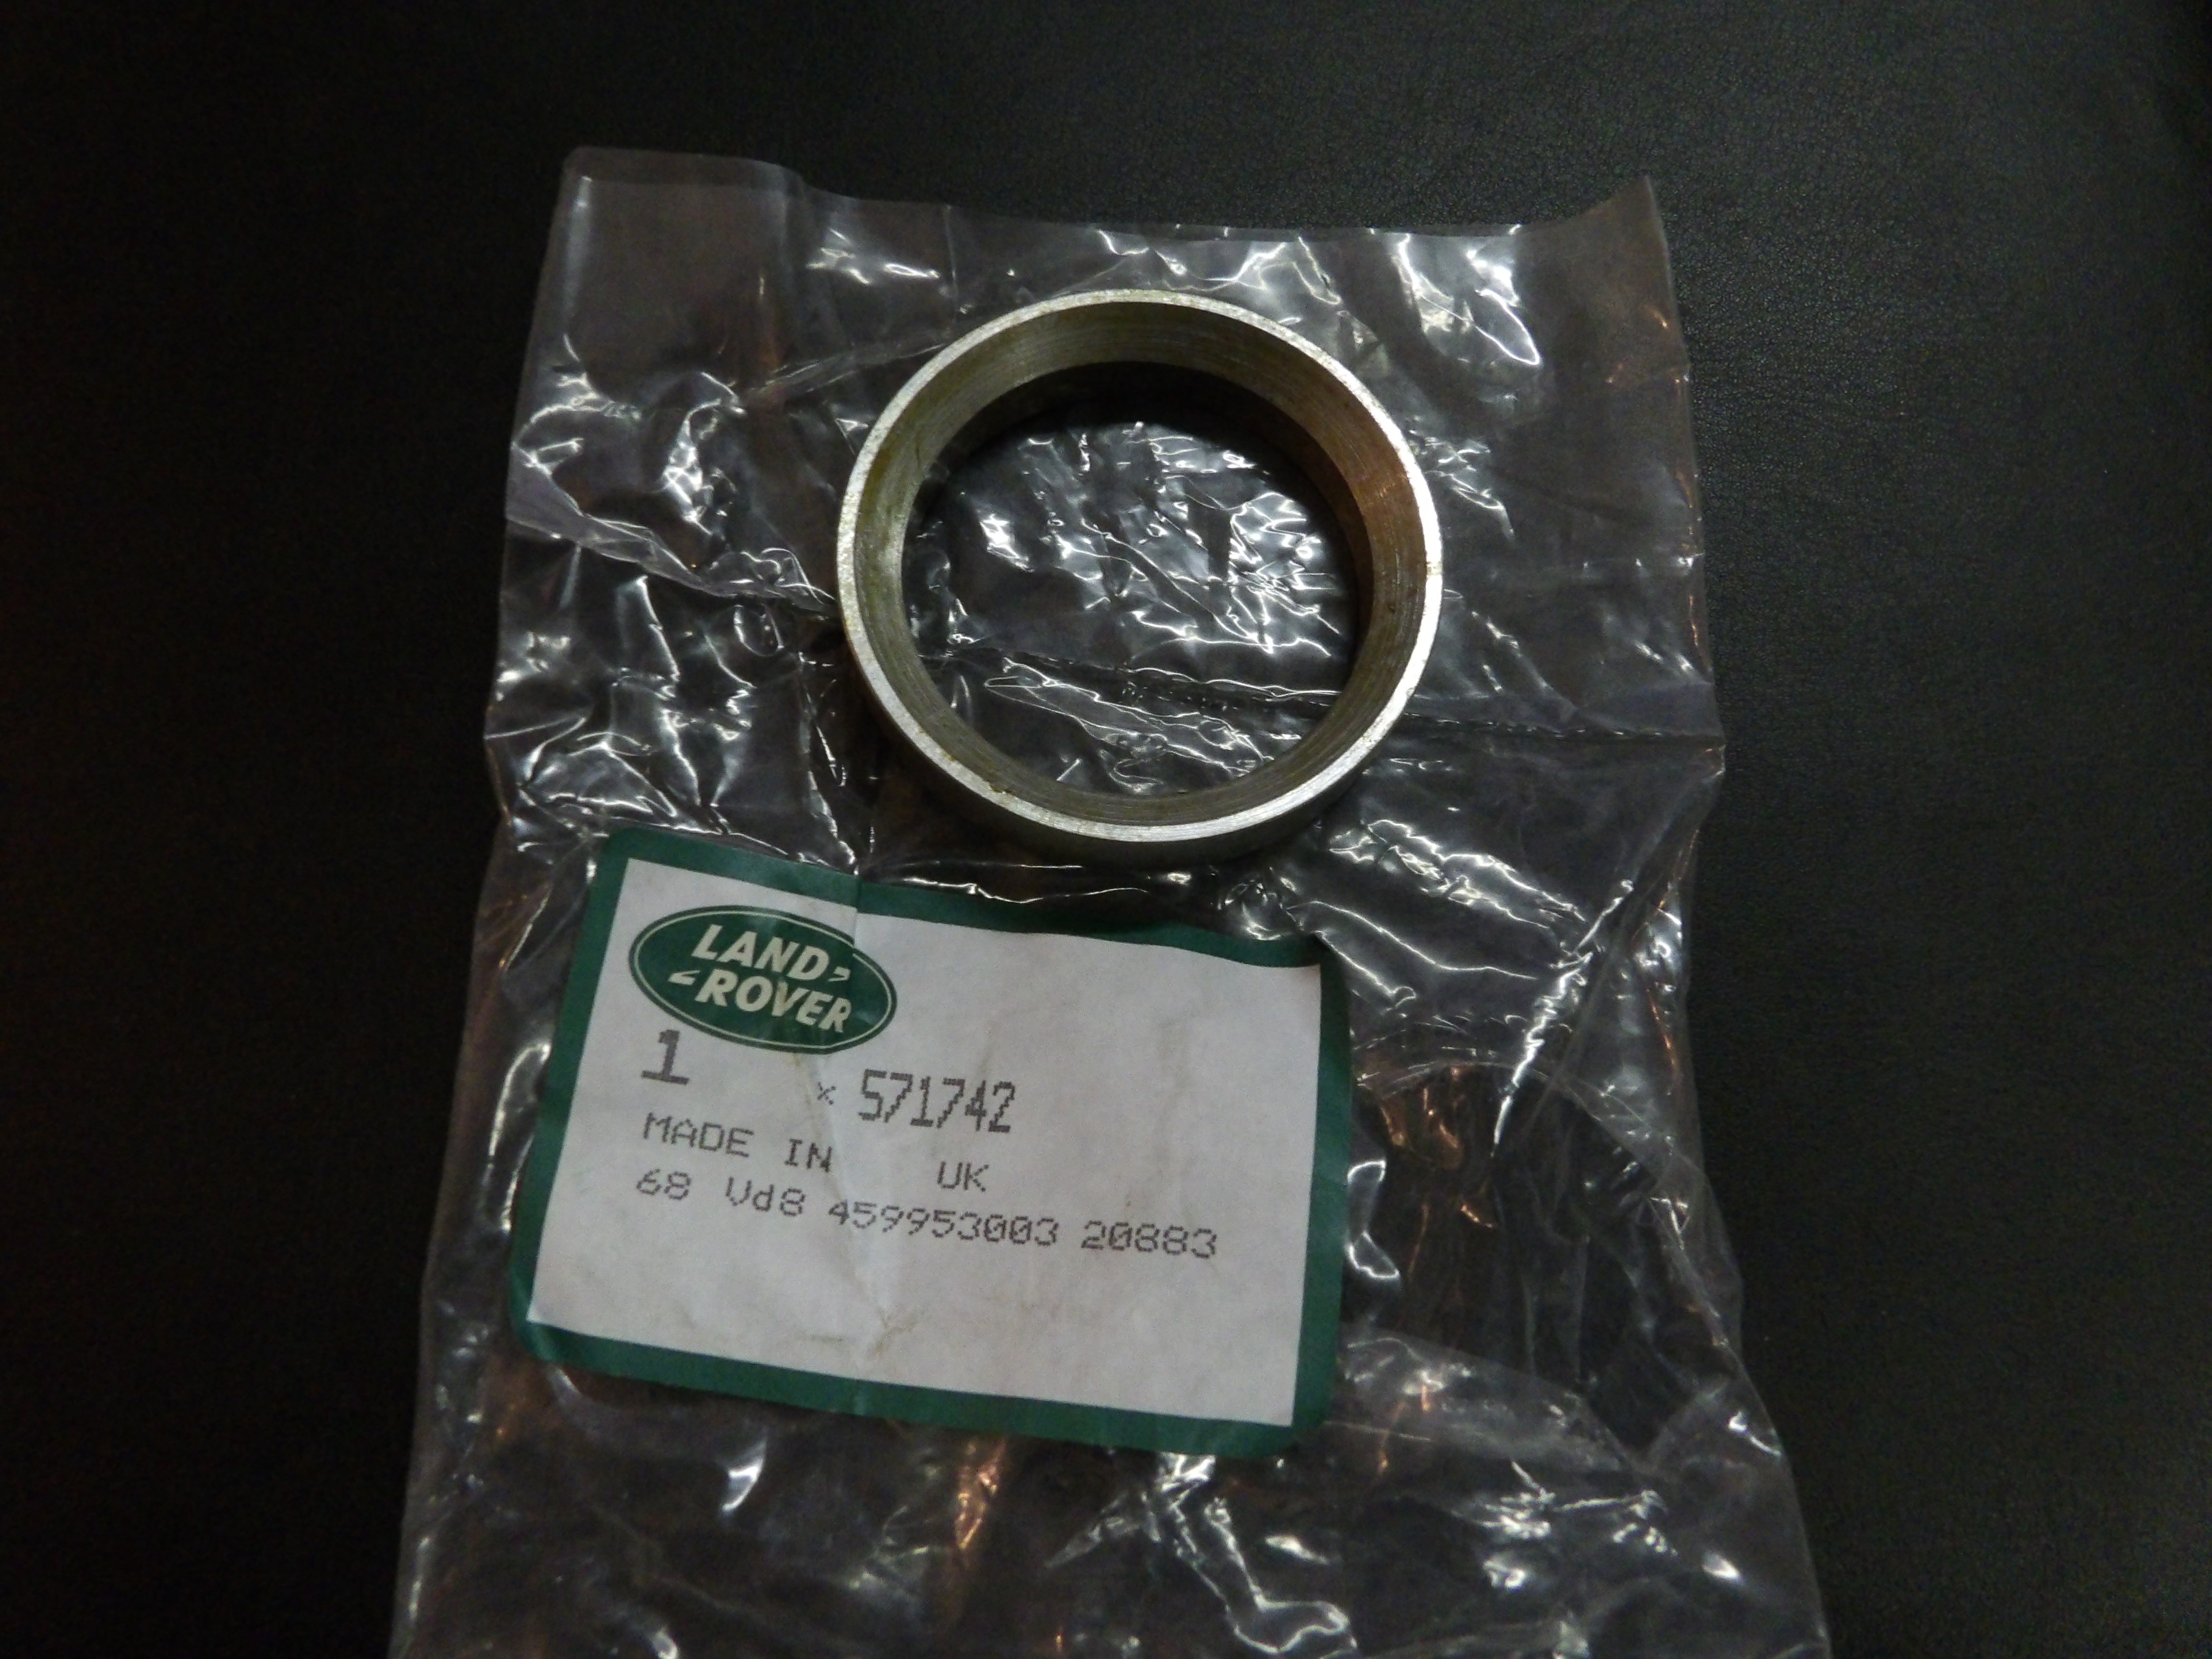 LAND
ROVER
1 x 571742
MADE IN UK
68 Vd8 459953003 20883